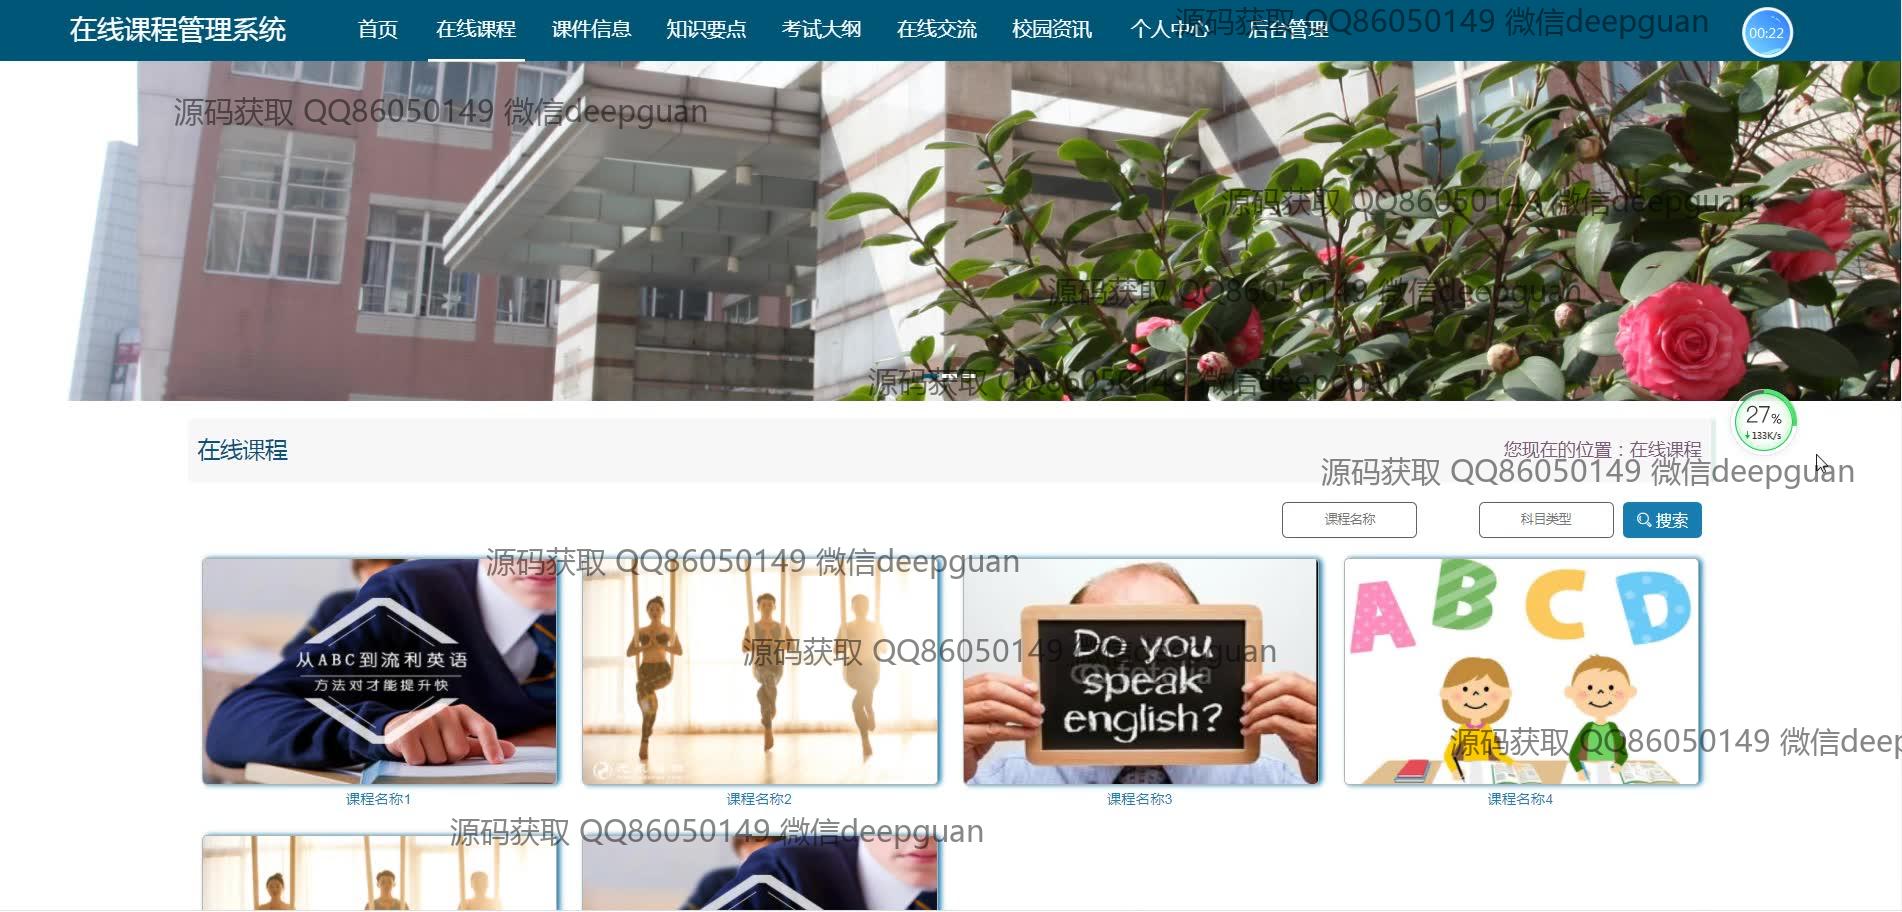 在线课程管理系统 首页 在线课程 课件信息 知识要点 考试大纲 在线交流 校园资讯 个人中心 后台管理
源码获取 QQ86050149 微信deepguan
00:22
源码获取 QQ86050149 微信deepguan
源码获取 QQ86050149 微信deepguan
源码获取 QQ86050149 微信deepguan
源码获取 QQ86050149 微信deepguan
27%
133K/s
在线课程
您现在的位置：在线课程
源码获取 QQ86050149 微信deepguan
课程名称 科目类型 搜索
源码获取 QQ86050149 微信deepguan
从ABC到流利英语
方法对才能提升快
Do you
speak
english?
A B C D
源码获取 QQ86050149 微信deepguan
源码获取 QQ86050149 微信deep
课程名称1 课程名称2 课程名称3 课程名称4
源码获取 QQ86050149 微信deepguan